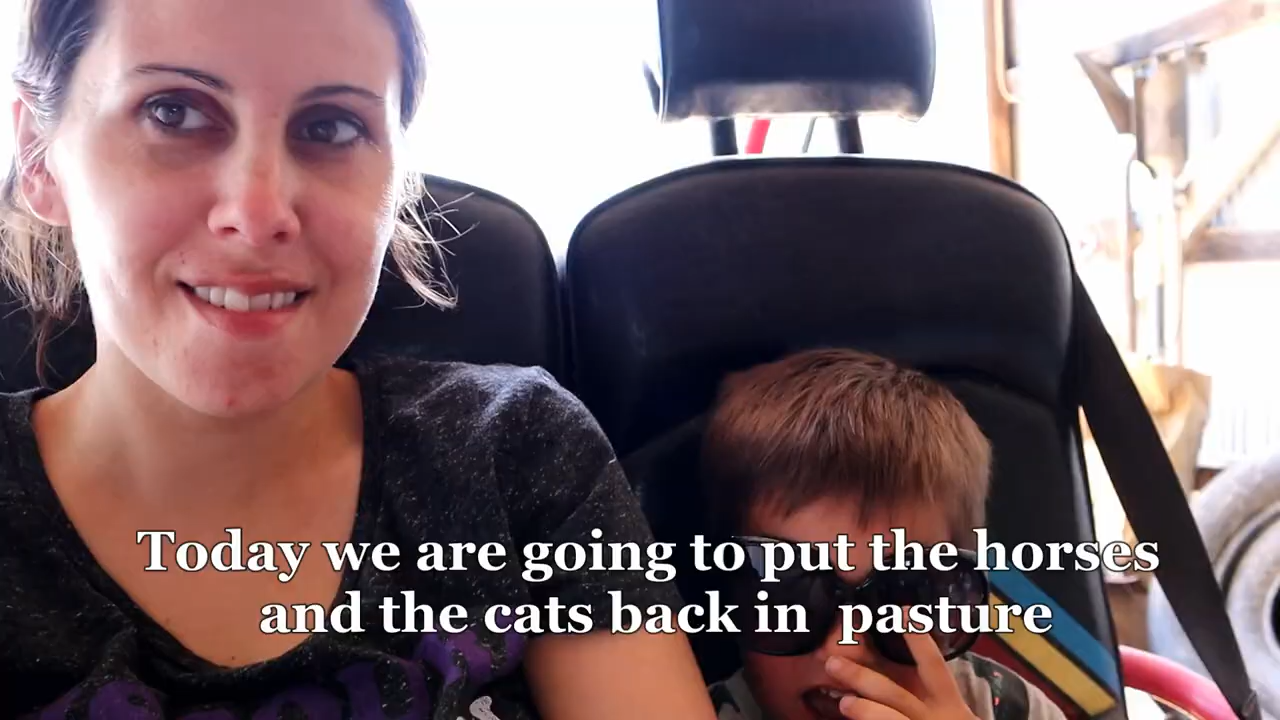 Today we are going to put the horses
and the cats back in pasture